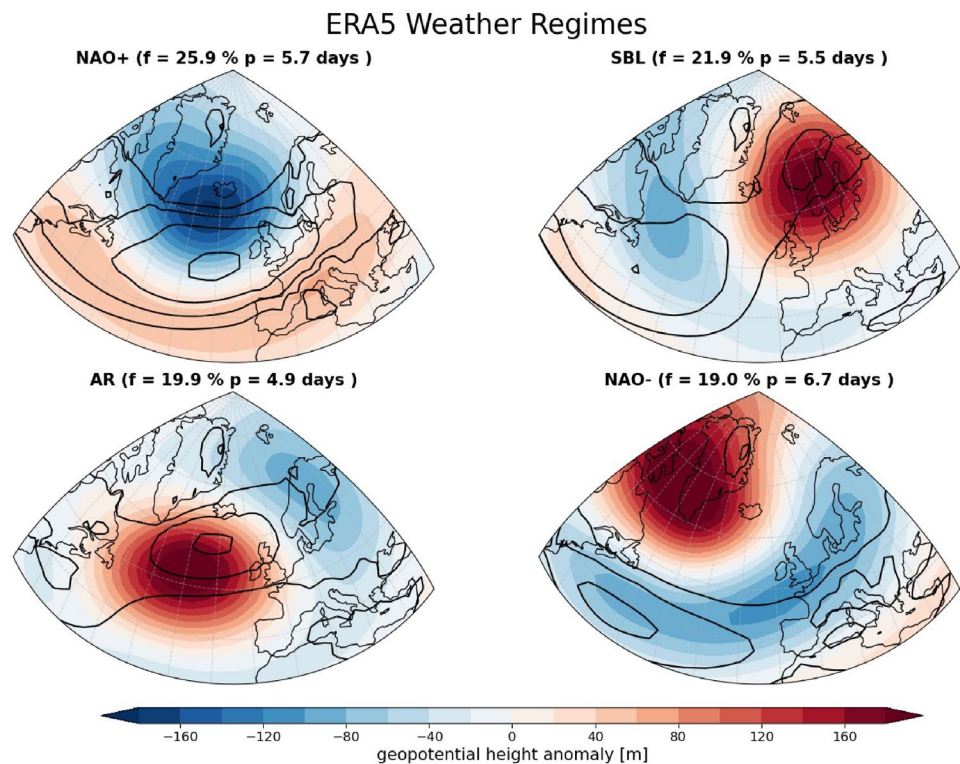 ERA5 Weather Regimes
NAO+ (f = 25.9 % p = 5.7 days )
SBL (f = 21.9 % p = 5.5 days )
AR (f = 19.9 % p = 4.9 days )
NAO- (f = 19.0 % p = 6.7 days )
−160 −120 −80 −40 0 40 80 120 160
geopotential height anomaly [m]